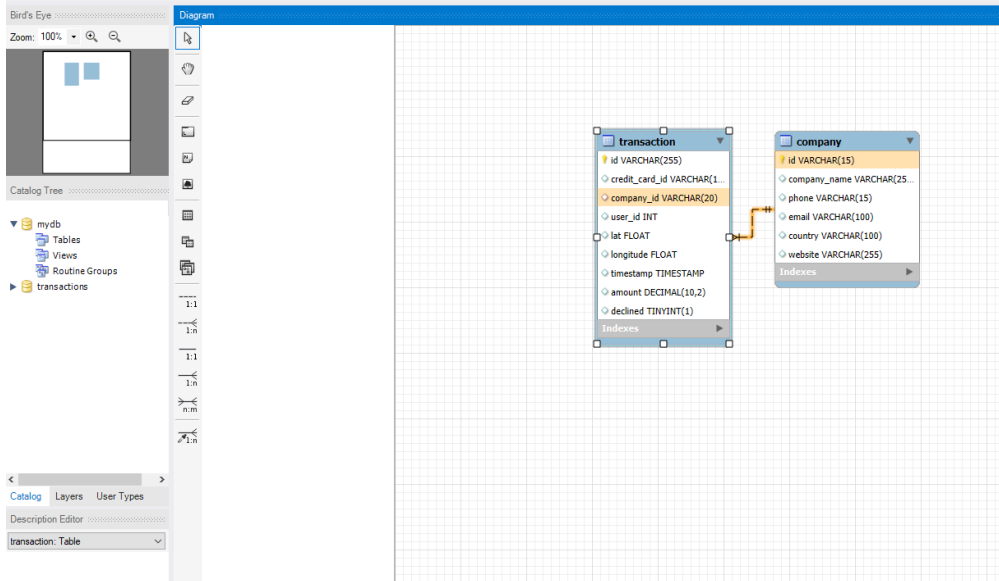 Bird's Eye
Zoom: 100%
Catalog Tree
mydb
Tables
Views
Routine Groups
transactions
Catalog Layers User Types
Description Editor
transaction: Table
Diagram
1:1
1:n
1:1
1:n
n:m
1:n
transaction
id VARCHAR(255)
credit_card_id VARCHAR(1...
company_id VARCHAR(20)
user_id INT
lat FLOAT
longitude FLOAT
timestamp TIMESTAMP
amount DECIMAL(10,2)
declined TINYINT(1)
Indexes
company
id VARCHAR(15)
company_name VARCHAR(25...
phone VARCHAR(15)
email VARCHAR(100)
country VARCHAR(100)
website VARCHAR(255)
Indexes